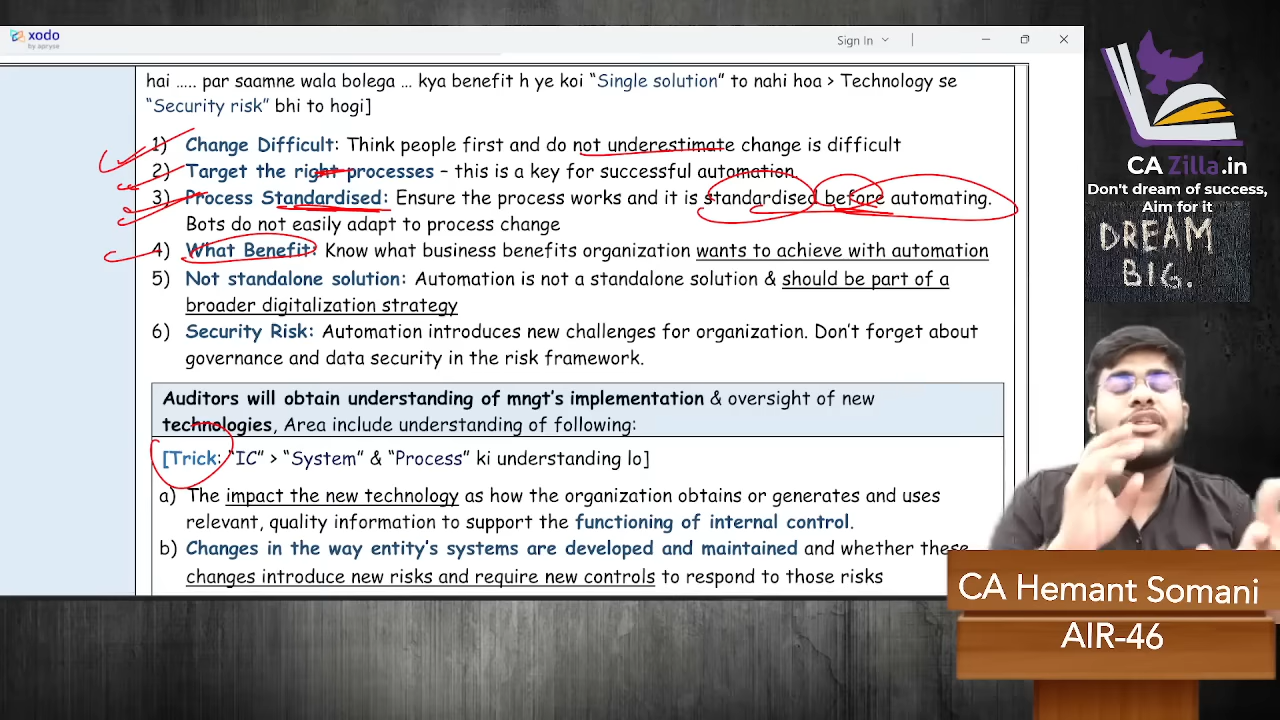 xodo
by apryse
Sign In
hai ..... par saamne wala bolega ... kya benefit h ye koi “Single solution” to nahi hoa > Technology se
“Security risk” bhi to hogi]
1) Change Difficult: Think people first and do not underestimate change is difficult
2) Target the right processes – this is a key for successful automation.
3) Process Standardised: Ensure the process works and it is standardised before automating.
Bots do not easily adapt to process change
4) What Benefit: Know what business benefits organization wants to achieve with automation
5) Not standalone solution: Automation is not a standalone solution & should be part of a
broader digitalization strategy
6) Security Risk: Automation introduces new challenges for organization. Don’t forget about
governance and data security in the risk framework.
Auditors will obtain understanding of mngt’s implementation & oversight of new
technologies, Area include understanding of following:
[Trick: “IC” > “System” & “Process” ki understanding lo]
a) The impact the new technology as how the organization obtains or generates and uses
relevant, quality information to support the functioning of internal control.
b) Changes in the way entity’s systems are developed and maintained and whether these
changes introduce new risks and require new controls to respond to those risks
CA Zilla.in
Don't dream of success,
Aim for it
DREAM
BIG.
CA Hemant Somani
AIR-46